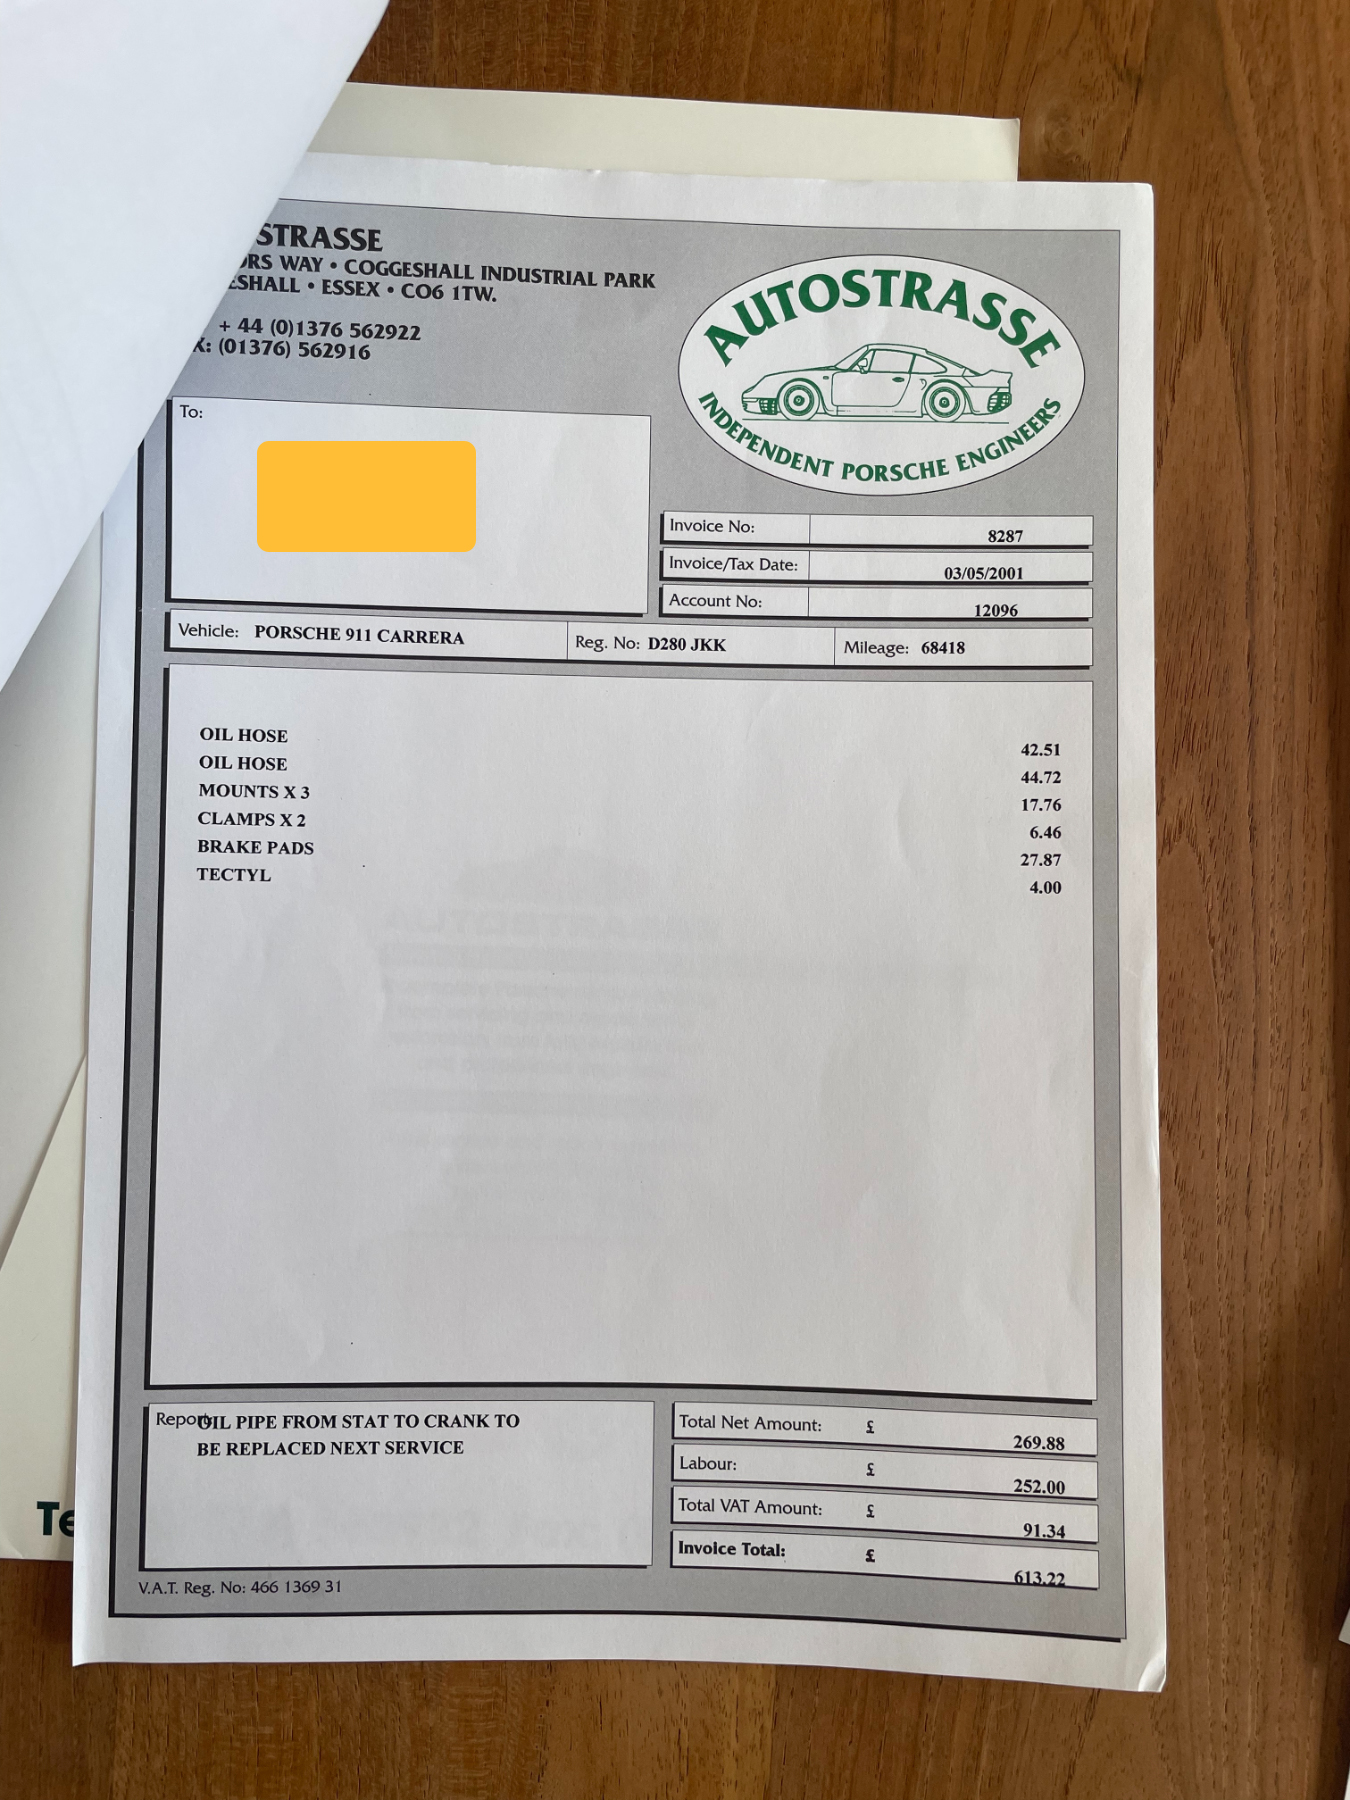 STRASSE
RS WAY • COGGESHALL INDUSTRIAL PARK
ESHALL • ESSEX • CO6 1TW.
+ 44 (0)1376 562922
X: (01376) 562916
AUTOSTRASSE
INDEPENDENT PORSCHE ENGINEERS
To:
Invoice No: 8287
Invoice/Tax Date: 03/05/2001
Account No: 12096
Vehicle: PORSCHE 911 CARRERA Reg. No: D280 JKK Mileage: 68418
OIL HOSE 42.51
OIL HOSE 44.72
MOUNTS X 3 17.76
CLAMPS X 2 6.46
BRAKE PADS 27.87
TECTYL 4.00
Report: OIL PIPE FROM STAT TO CRANK TO
BE REPLACED NEXT SERVICE
Total Net Amount: £ 269.88
Labour: £ 252.00
Total VAT Amount: £ 91.34
Invoice Total: £ 613.22
V.A.T. Reg. No: 466 1369 31
Te